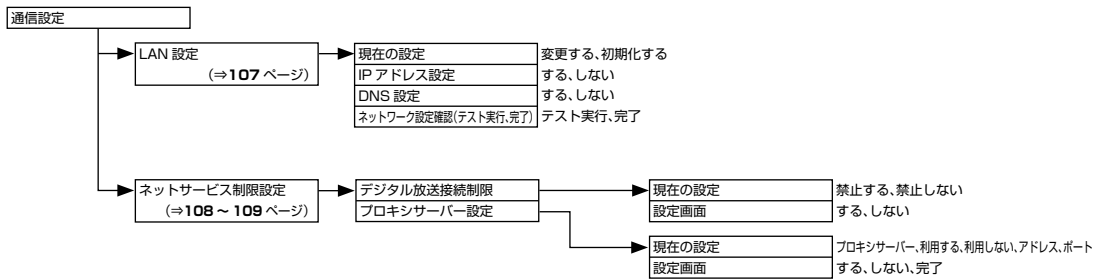 通信設定
LAN 設定
（⇒107 ページ）
現在の設定 変更する、初期化する
IP アドレス設定 する、しない
DNS 設定 する、しない
ネットワーク設定確認（テスト実行、完了） テスト実行、完了
ネットサービス制限設定
（⇒108 ～ 109 ページ）
デジタル放送接続制限
プロキシサーバー設定
現在の設定 禁止する、禁止しない
設定画面 する、しない
現在の設定 プロキシサーバー、利用する、利用しない、アドレス、ポート
設定画面 する、しない、完了